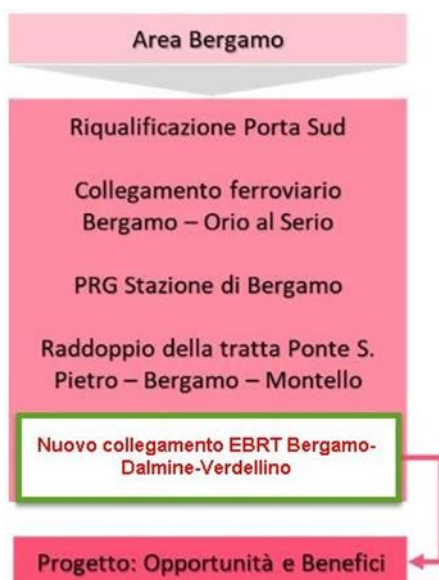 Area Bergamo
Riqualificazione Porta Sud
Collegamento ferroviario
Bergamo – Orio al Serio
PRG Stazione di Bergamo
Raddoppio della tratta Ponte S.
Pietro – Bergamo – Montello
Nuovo collegamento EBRT Bergamo-
Dalmine-Verdellino
Progetto: Opportunità e Benefici